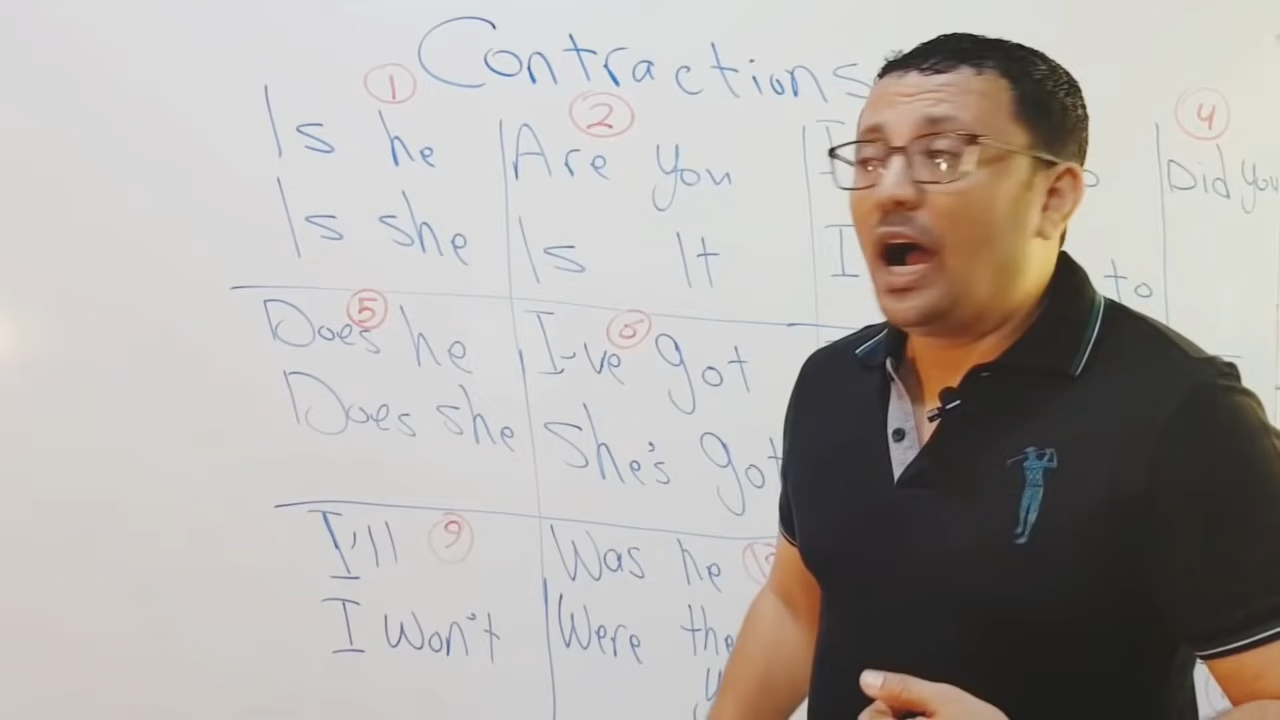 Contractions
1 2 4
Is he Are you Did you
Is she Is It I to
5 6
Does he I-ve got
Does she She's got
9
I'll Was he
I won't Were the